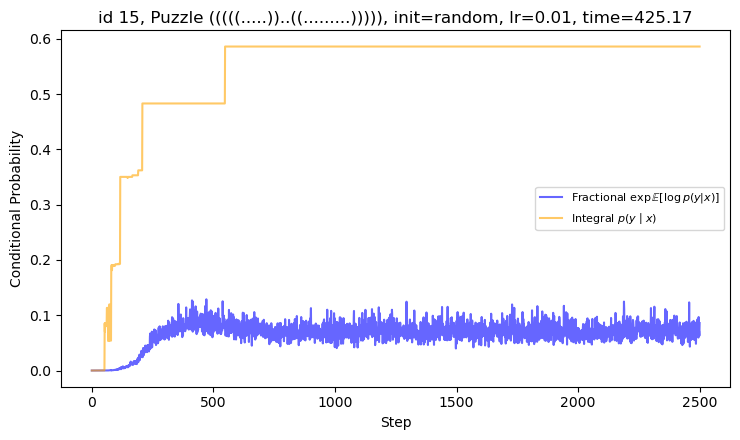 id 15, Puzzle (((((.....))..((.........))))), init=random, lr=0.01, time=425.17
0.6
0.5
0.4
0.3
0.2
0.1
0.0
Conditional Probability
Fractional exp𝔼[log p(y|x)]
Integral p(y | x)
0
500
1000
1500
2000
2500
Step